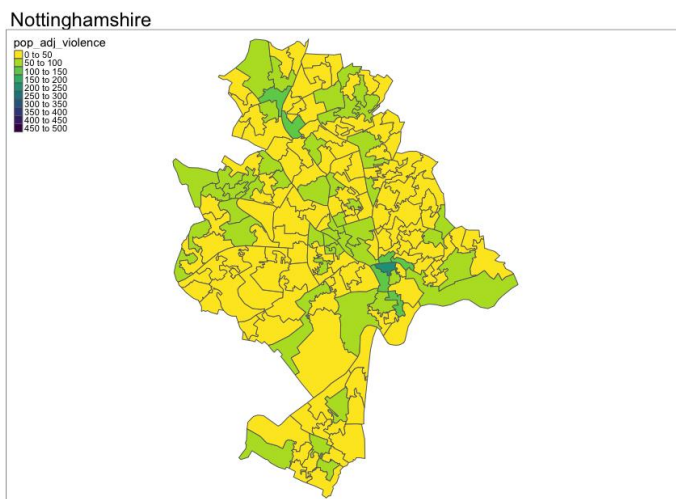 Nottinghamshire
pop_adj_violence
0 to 50
50 to 100
100 to 150
150 to 200
200 to 250
250 to 300
300 to 350
350 to 400
400 to 450
450 to 500